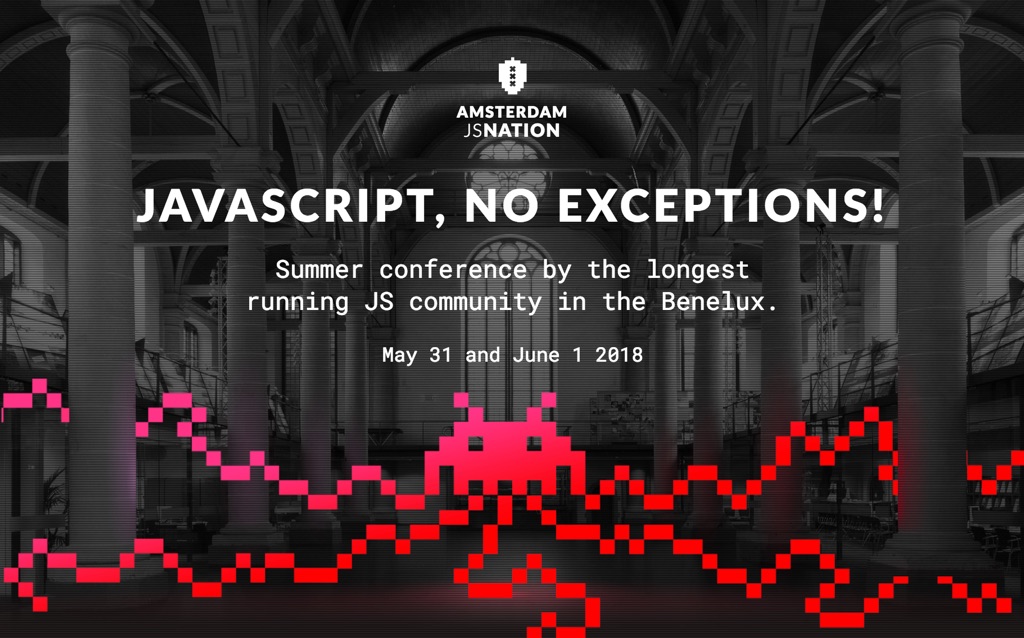 AMSTERDAM
JSNATION
JAVASCRIPT, NO EXCEPTIONS!
Summer conference by the longest
running JS community in the Benelux.
May 31 and June 1 2018